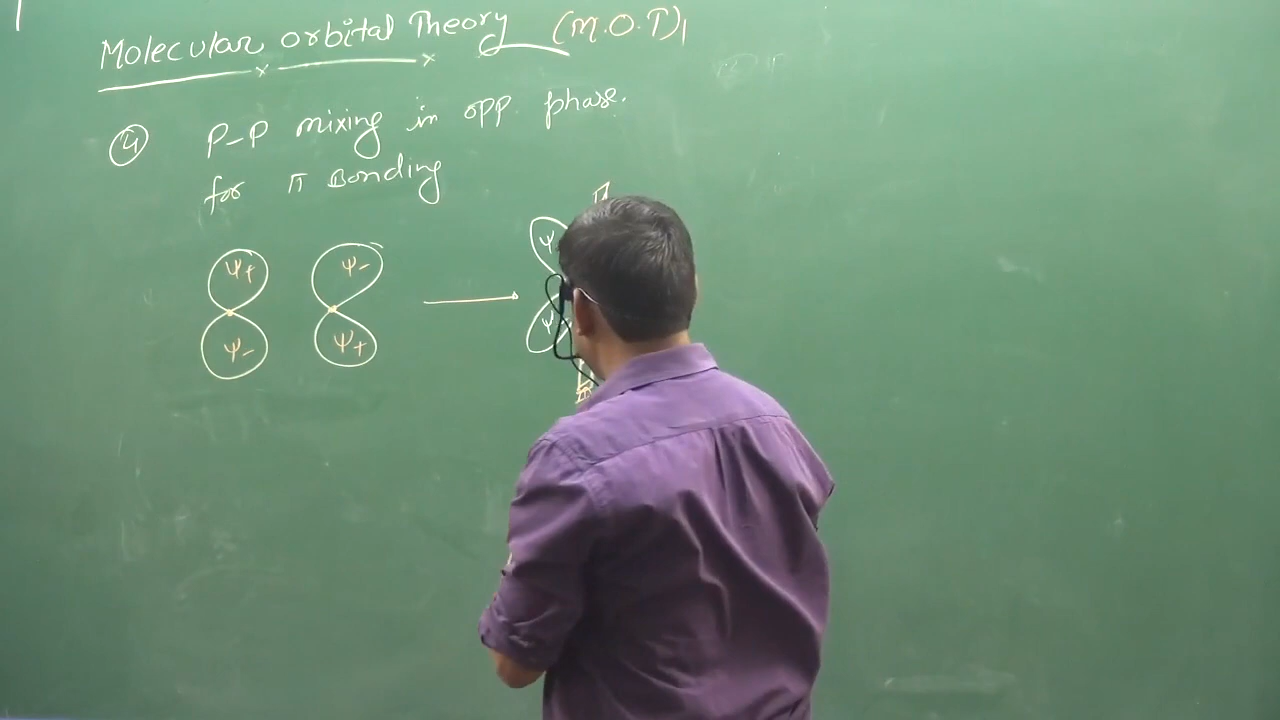 Molecular orbital Theory (M.O.T)
④ P-P mixing in opp. phase.
for π Bonding
ψ+ ψ- ψ
ψ- ψ+ ψ